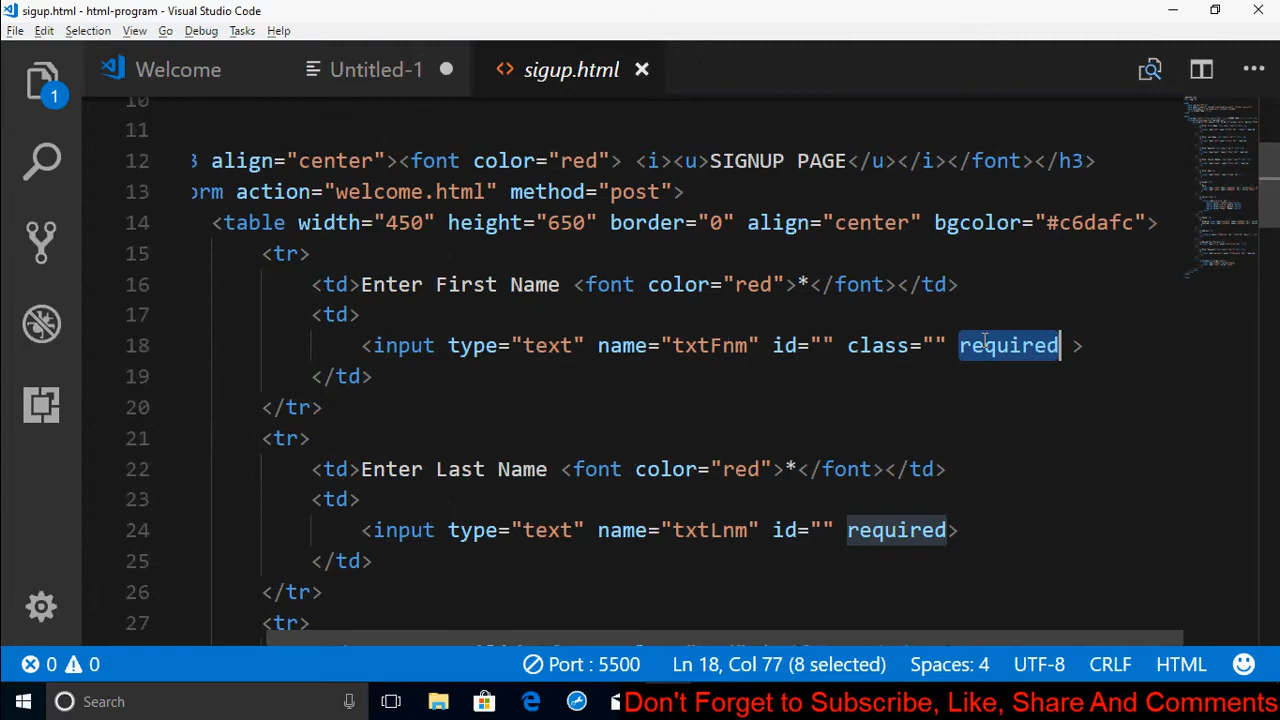 sigup.html - html-program - Visual Studio Code
File Edit Selection View Go Debug Tasks Help
1
Welcome Untitled-1 sigup.html
10
11
12 3 align="center"><font color="red"> <i><u>SIGNUP PAGE</u></i></font></h3>
13 orm action="welcome.html" method="post">
14 <table width="450" height="650" border="0" align="center" bgcolor="#c6dafc">
15 <tr>
16 <td>Enter First Name <font color="red">*</font></td>
17 <td>
18 <input type="text" name="txtFnm" id="" class="" required >
19 </td>
20 </tr>
21 <tr>
22 <td>Enter Last Name <font color="red">*</font></td>
23 <td>
24 <input type="text" name="txtLnm" id="" required>
25 </td>
26 </tr>
27 <tr>
0 0 Port : 5500 Ln 18, Col 77 (8 selected) Spaces: 4 UTF-8 CRLF HTML
Search
Don't Forget to Subscribe, Like, Share And Comments